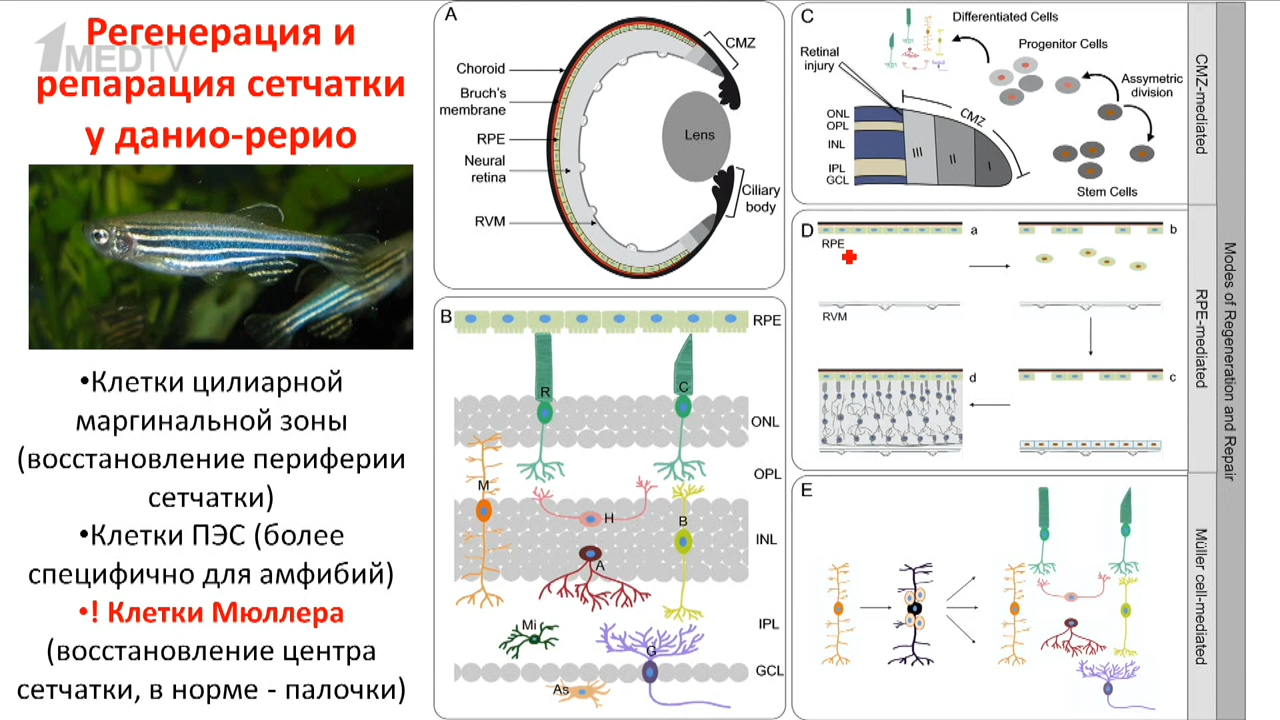 1MEDTV
Регенерация и
репарация сетчатки
у данио-рерио
•Клетки цилиарной
маргинальной зоны
(восстановление периферии
сетчатки)
•Клетки ПЭС (более
специфично для амфибий)
•! Клетки Мюллера
(восстановление центра
сетчатки, в норме - палочки)
A
CMZ
Choroid
Bruch's
membrane
RPE
Neural
retina
RVM
Lens
Ciliary
body
B
RPE
R
C
ONL
OPL
M
H
B
INL
A
IPL
Mi
G
GCL
As
C
Differentiated Cells
Progenitor Cells
Retinal
injury
Assymetric
division
CMZ
ONL
OPL
INL
IPL
GCL
III
II
I
Stem Cells
CMZ-mediated
D
RPE
a
b
RVM
d
c
RPE-mediated
E
Müller cell-mediated
Modes of Regeneration and Repair